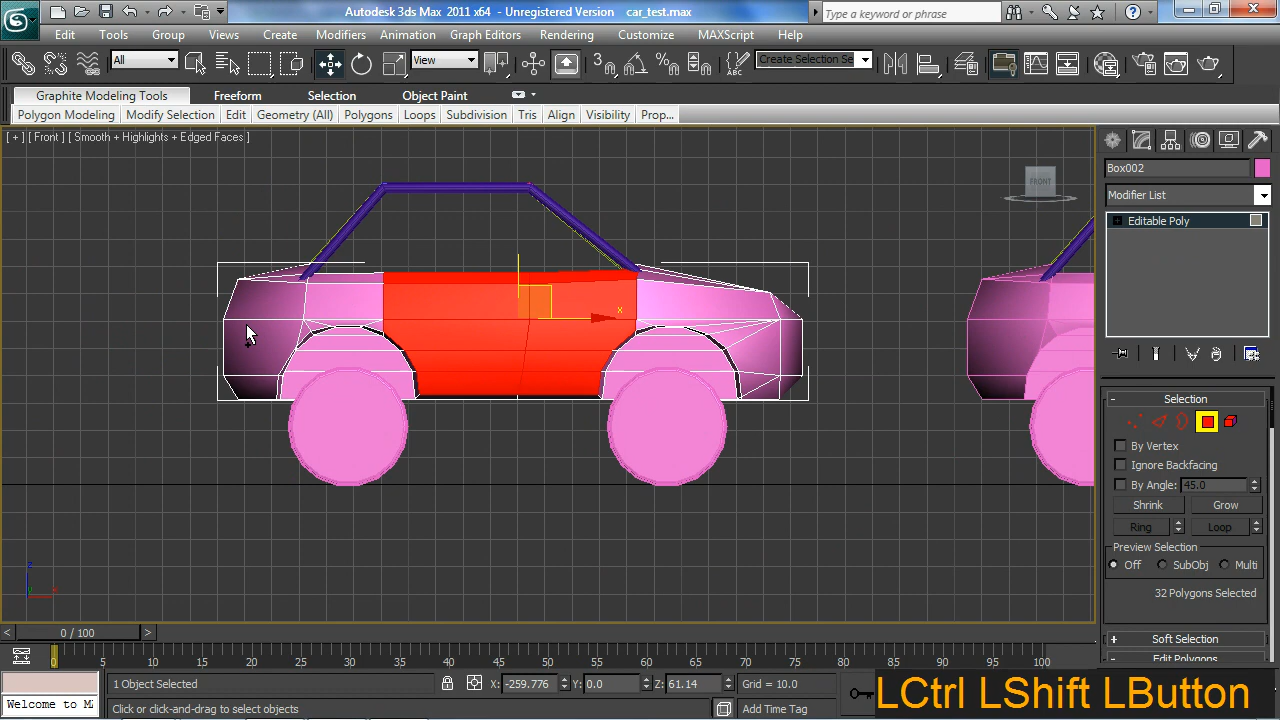 Autodesk 3ds Max 2011 x64 - Unregistered Version car_test.max
Type a keyword or phrase
Edit Tools Group Views Create Modifiers Animation Graph Editors Rendering Customize MAXScript Help
All View Create Selection Se
Graphite Modeling Tools Freeform Selection Object Paint
Polygon Modeling Modify Selection Edit Geometry (All) Polygons Loops Subdivision Tris Align Visibility Prop...
[ + ] [ Front ] [ Smooth + Highlights + Edged Faces ]
FRONT
x
z
y
x
Box002
Modifier List
Editable Poly
- Selection
By Vertex
Ignore Backfacing
By Angle: 45.0
Shrink Grow
Ring Loop
Preview Selection
Off SubObj Multi
32 Polygons Selected
+ Soft Selection
- Edit Polygons
< 0 / 100 >
0 5 10 15 20 25 30 35 40 45 50 55 60 65 70 75 80 85 90 95 100
1 Object Selected X: -259.776 Y: 0.0 Z: 61.14 Grid = 10.0
Welcome to M
Click or click-and-drag to select objects Add Time Tag
LCtrl LShift LButton